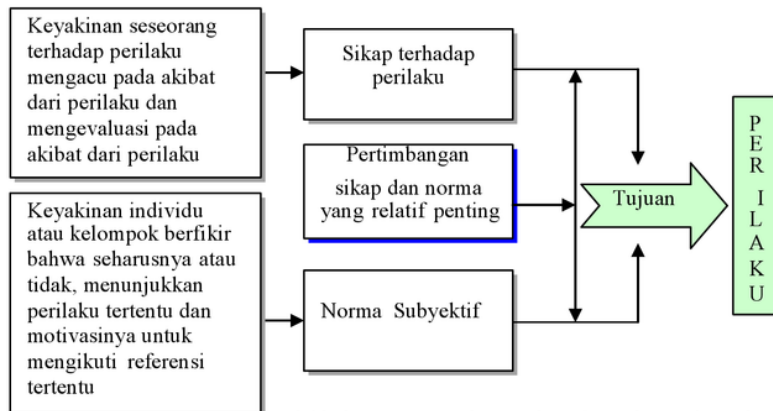 Keyakinan seseorang
terhadap perilaku
mengacu pada akibat
dari perilaku dan
mengevaluasi pada
akibat dari perilaku
Sikap terhadap
perilaku
Pertimbangan
sikap dan norma
yang relatif penting
Keyakinan individu
atau kelompok berfikir
bahwa seharusnya atau
tidak, menunjukkan
perilaku tertentu dan
motivasinya untuk
mengikuti referensi
tertentu
Norma Subyektif
Tujuan
PER ILAKU